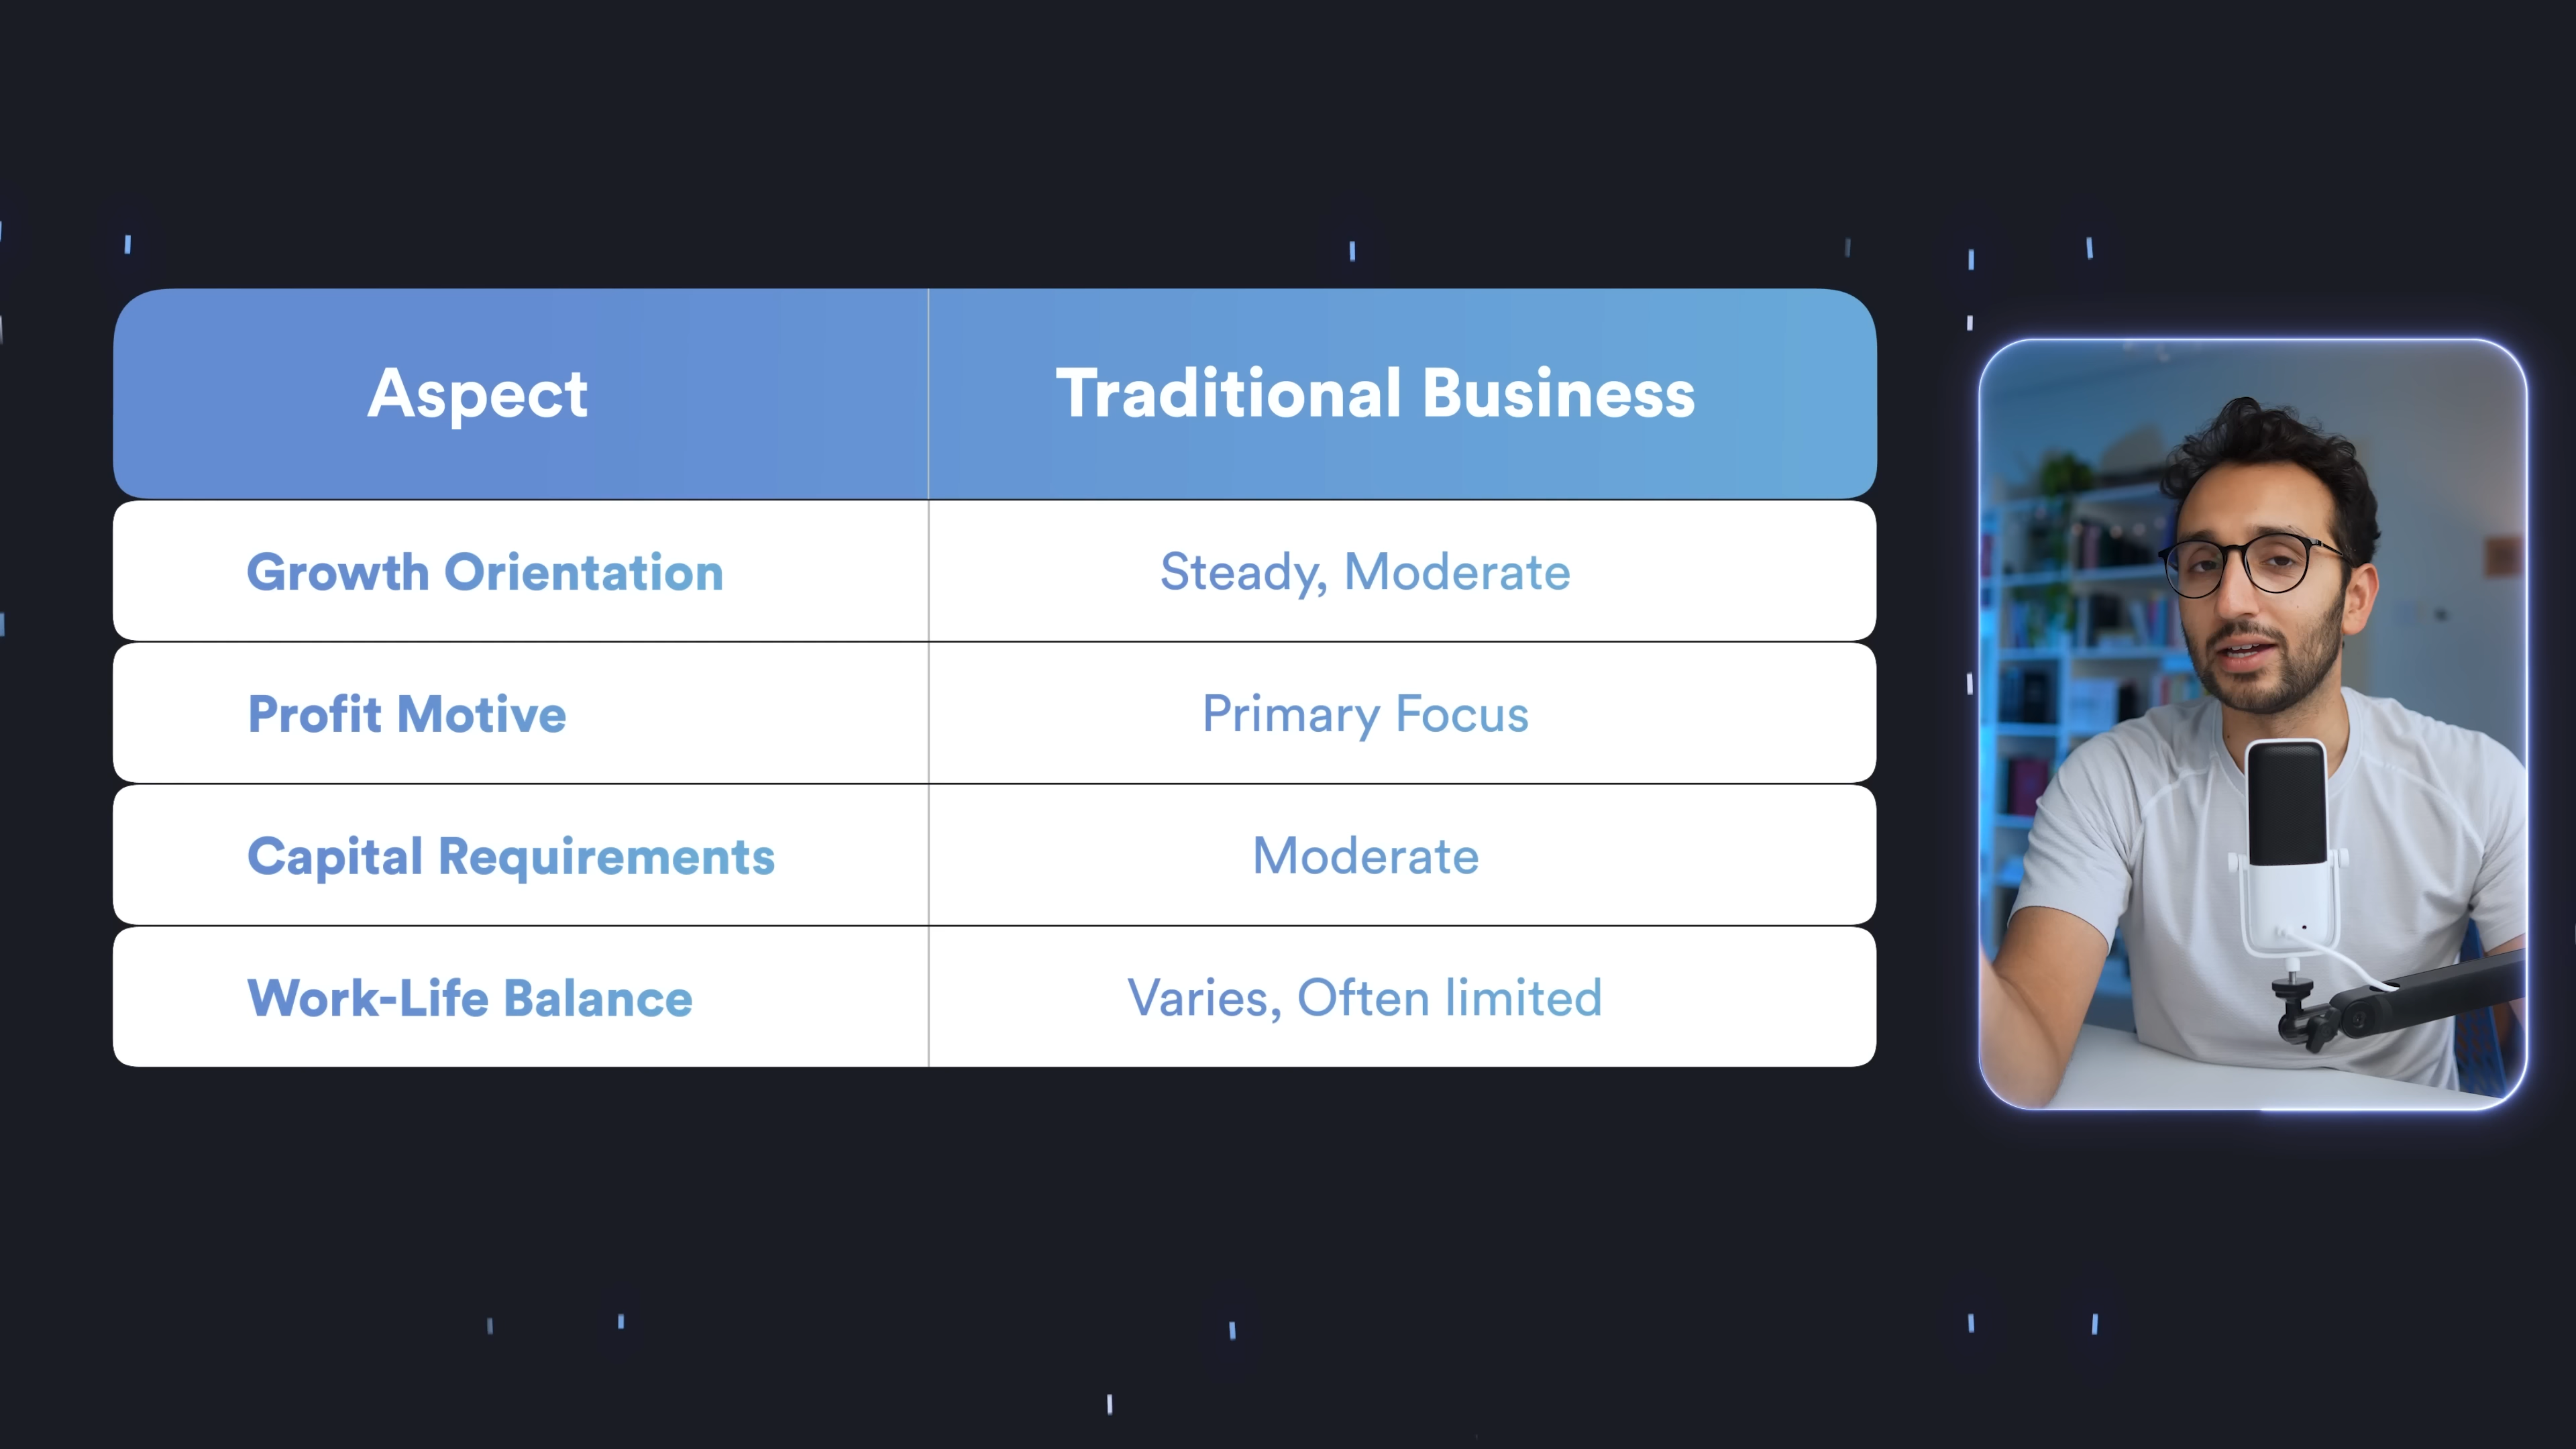 Aspect
Traditional Business
Growth Orientation
Steady, Moderate
Profit Motive
Primary Focus
Capital Requirements
Moderate
Work-Life Balance
Varies, Often limited